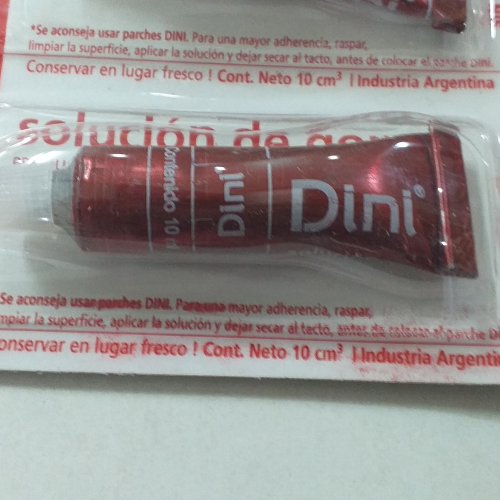 *Se aconseja usar parches DINI. Para una mayor adherencia, raspar,
limpiar la superficie, aplicar la solución y dejar secar al tacto, antes de colocar el parche DINI.
Conservar en lugar fresco ! Cont. Neto 10 cm³ | Industria Argentina
solución de
Contenido 10
Dini
Dini®
Se aconseja usar parches DINI. Para una mayor adherencia, raspar,
mpiar la superficie, aplicar la solución y dejar secar al tacto, antes de colocar el parche
onservar en lugar fresco ! Cont. Neto 10 cm³ | Industria Argentin